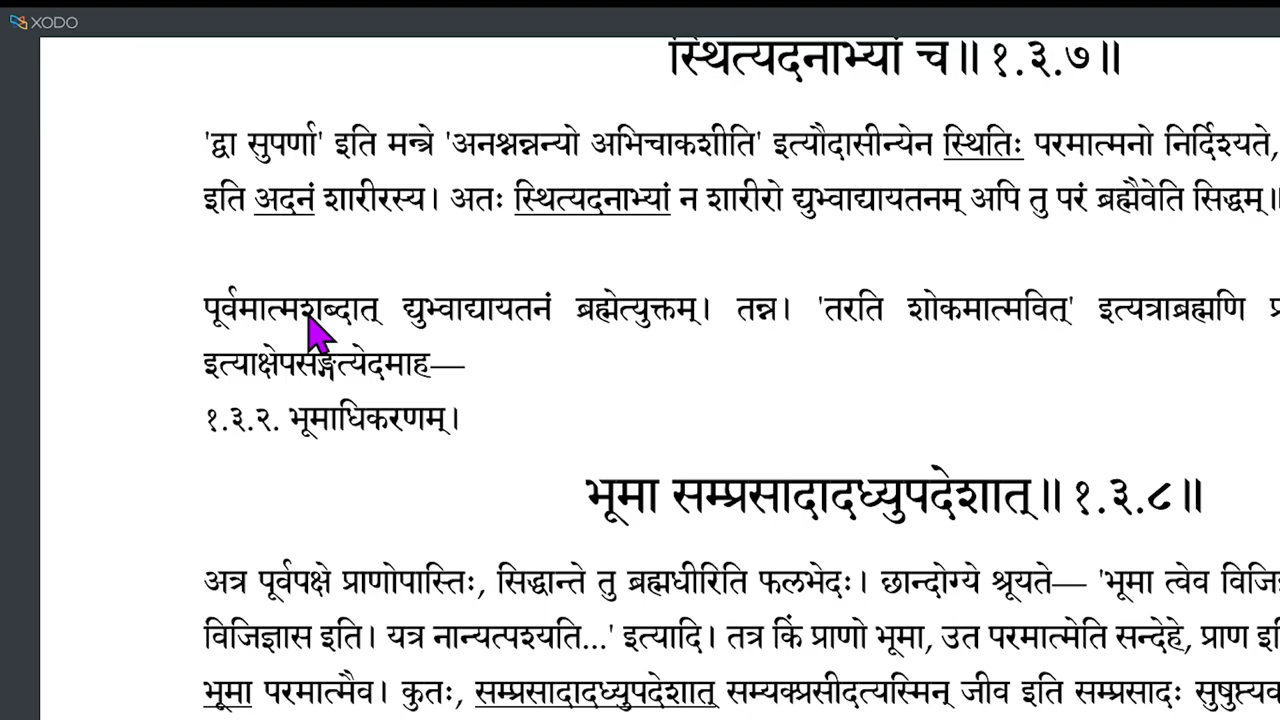 XODO
स्थित्यदनाभ्यां च॥ १.३.७॥
'द्वा सुपर्णा' इति मन्त्रे 'अनश्नन्नन्यो अभिचाकशीति' इत्यौदासीन्येन स्थितिः परमात्मनो निर्दिश्यते,
इति अदनं शारीरस्य। अतः स्थित्यदनाभ्यां न शारीरो द्युभ्वाद्यायतनम् अपि तु परं ब्रह्मैवेति सिद्धम्॥
पूर्वमात्मशब्दात् द्युभ्वाद्यायतनं ब्रह्मेत्युक्तम्। तन्न। 'तरति शोकमात्मवित्' इत्यत्राब्रह्मणि
इत्याक्षेपसङ्गत्येदमाह—
१.३.२. भूमाधिकरणम्।
भूमा सम्प्रसादादध्युपदेशात्॥ १.३.८॥
अत्र पूर्वपक्षे प्राणोपास्तिः, सिद्धान्ते तु ब्रह्मधीरिति फलभेदः। छान्दोग्ये श्रूयते— 'भूमा त्वेव
विजिज्ञास इति। यत्र नान्यत्पश्यति...' इत्यादि। तत्र किं प्राणो भूमा, उत परमात्मेति सन्देहे, प्राण
भूमा परमात्मैव। कुतः, सम्प्रसादादध्युपदेशात् सम्यक्प्रसीदत्यस्मिन् जीव इति सम्प्रसादः